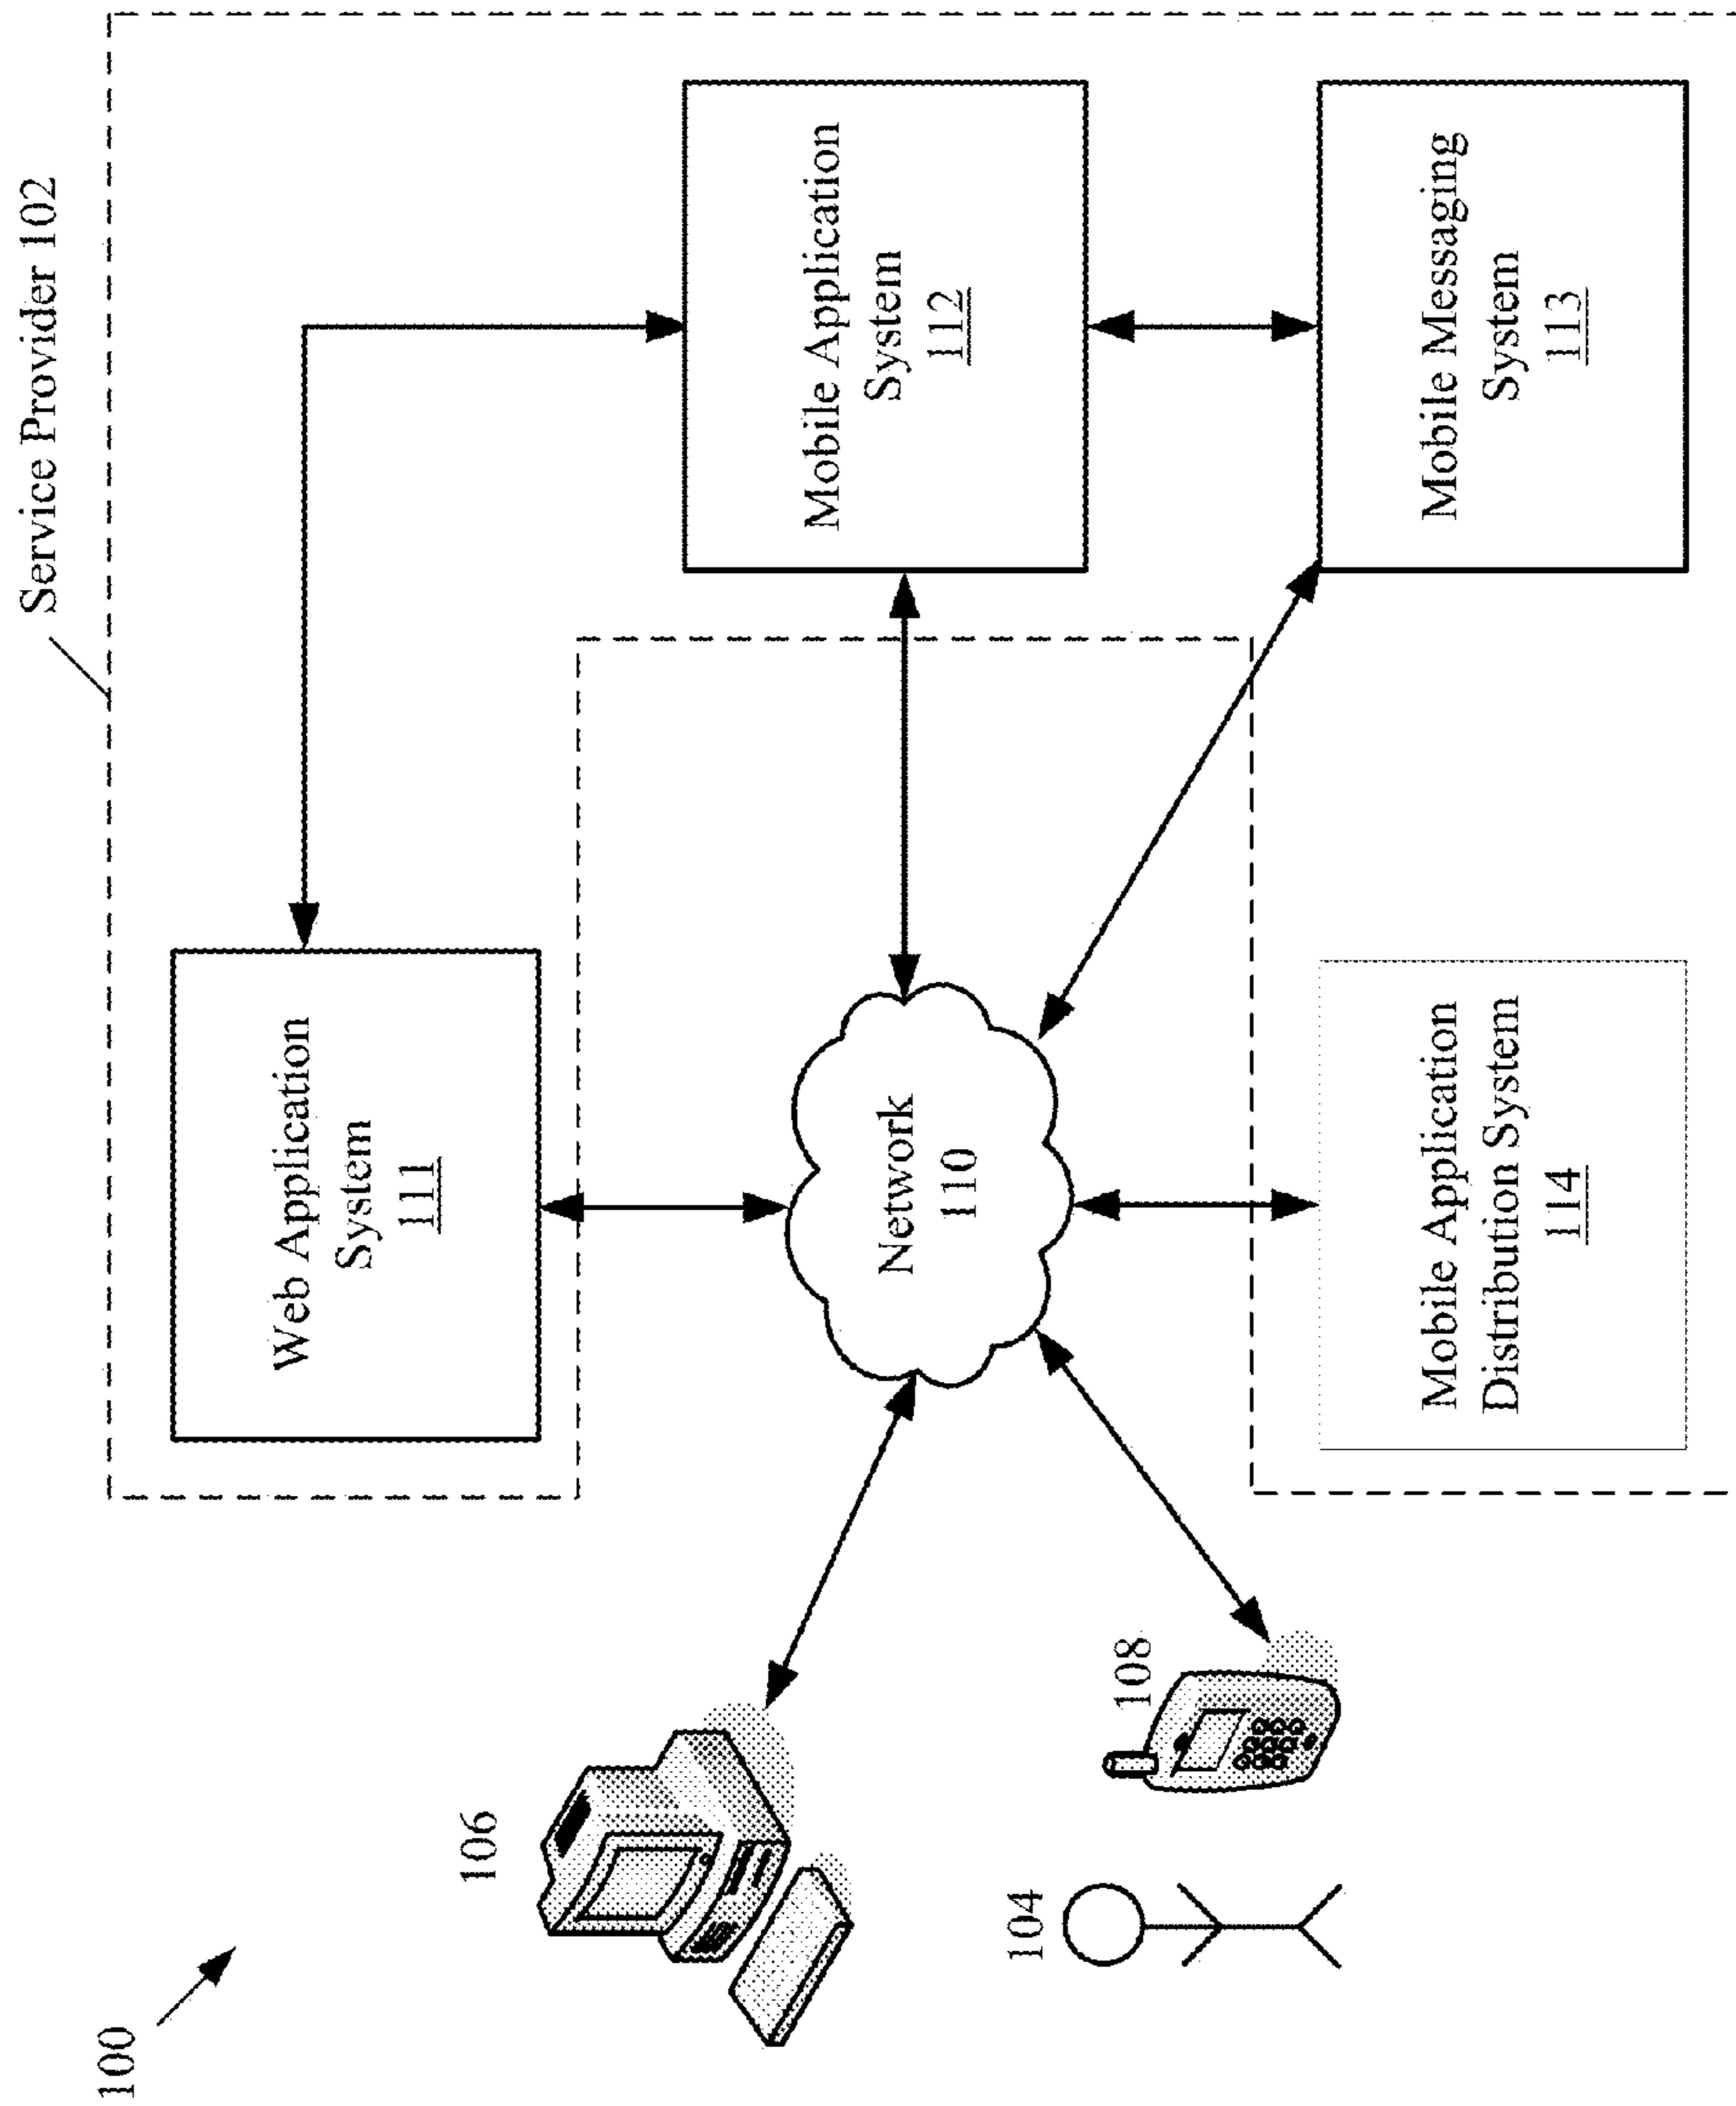 100
Service Provider 102
106
104
108
Web Application
System
111
Network
110
Mobile Application
System
112
Mobile Application
Distribution System
114
Mobile Messaging
System
113